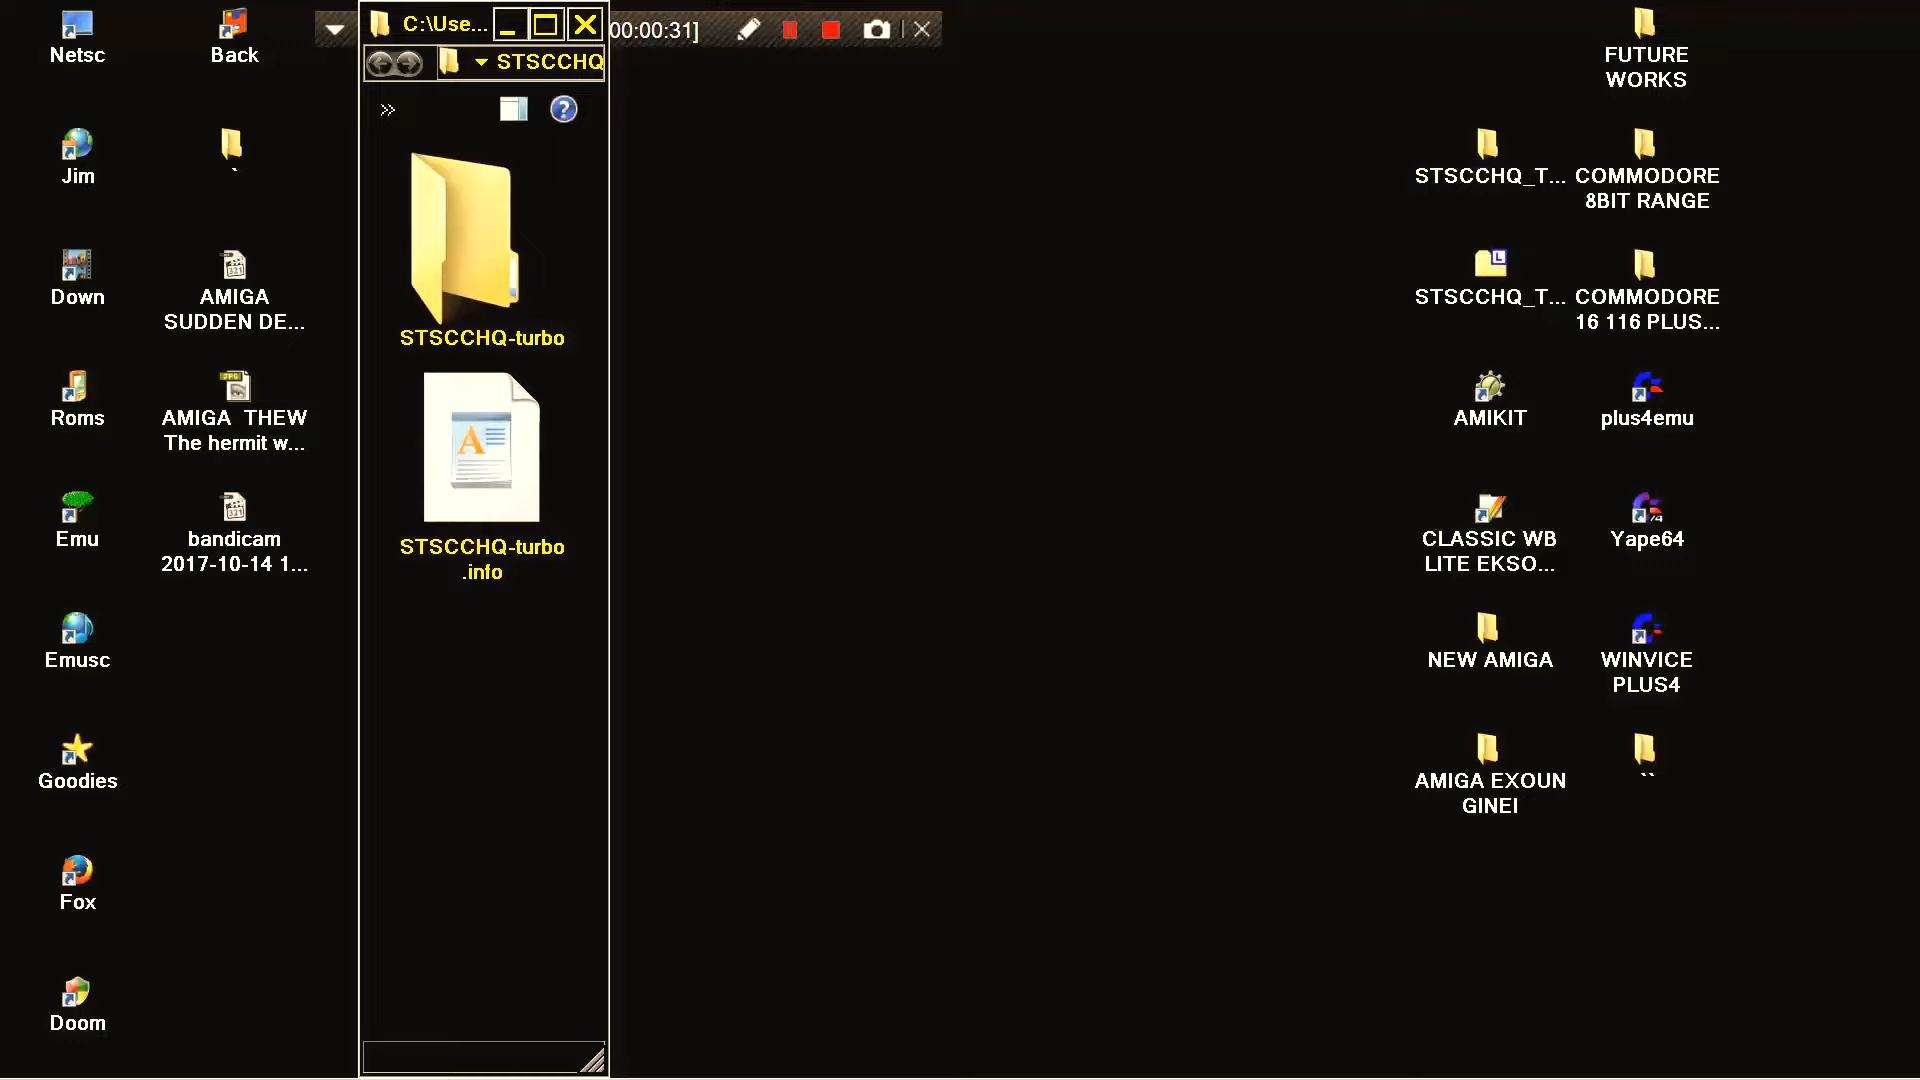 Netsc
Back
Jim
`
Down
AMIGA
SUDDEN DE...
Roms
AMIGA THEW
The hermit w...
Emu
bandicam
2017-10-14 1...
Emusc
Goodies
Fox
Doom
C:\Use...
00:00:31]
STSCCHQ
»
?
STSCCHQ-turbo
A
STSCCHQ-turbo
.info
FUTURE
WORKS
STSCCHQ_T...
COMMODORE
8BIT RANGE
L
STSCCHQ_T...
COMMODORE
16 116 PLUS...
AMIKIT
plus4emu
CLASSIC WB
LITE EKSO...
Yape64
NEW AMIGA
WINVICE
PLUS4
AMIGA EXOUN
GINEI
``